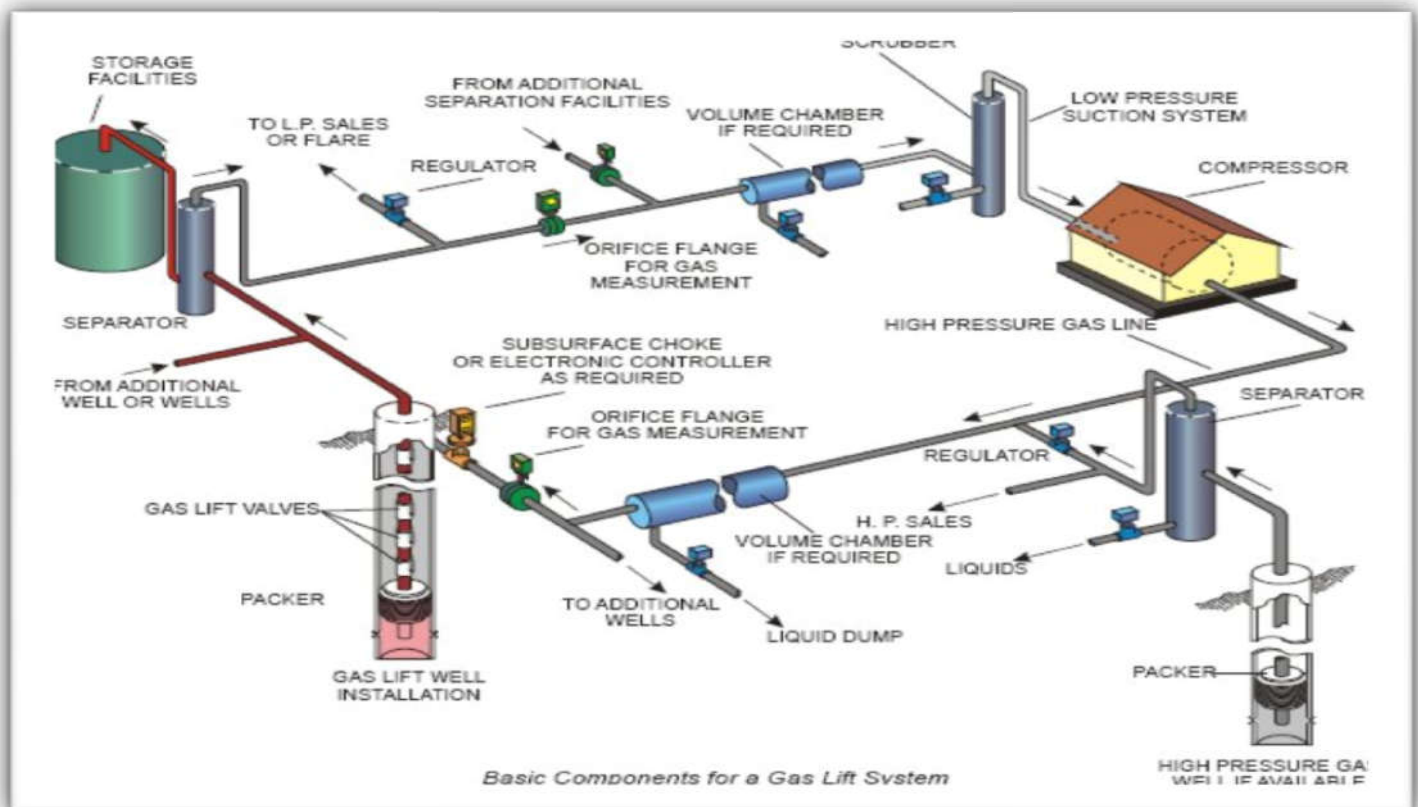 SCRUBBER
STORAGE
FACILITIES
FROM ADDITIONAL
SEPARATION FACILITIES
TO L.P. SALES
OR FLARE
REGULATOR
VOLUME CHAMBER
IF REQUIRED
LOW PRESSURE
SUCTION SYSTEM
COMPRESSOR
ORIFICE FLANGE
FOR GAS
MEASUREMENT
SEPARATOR
HIGH PRESSURE GAS LINE
SUBSURFACE CHOKE
OR ELECTRONIC CONTROLLER
AS REQUIRED
FROM ADDITIONAL
WELL OR WELLS
SEPARATOR
ORIFICE FLANGE
FOR GAS MEASUREMENT
REGULATOR
GAS LIFT VALVES
H. P. SALES
VOLUME CHAMBER
IF REQUIRED
LIQUIDS
PACKER
TO ADDITIONAL
WELLS
LIQUID DUMP
GAS LIFT WELL
INSTALLATION
PACKER
HIGH PRESSURE GA
WELL IF AVAILABLE
Basic Components for a Gas Lift System